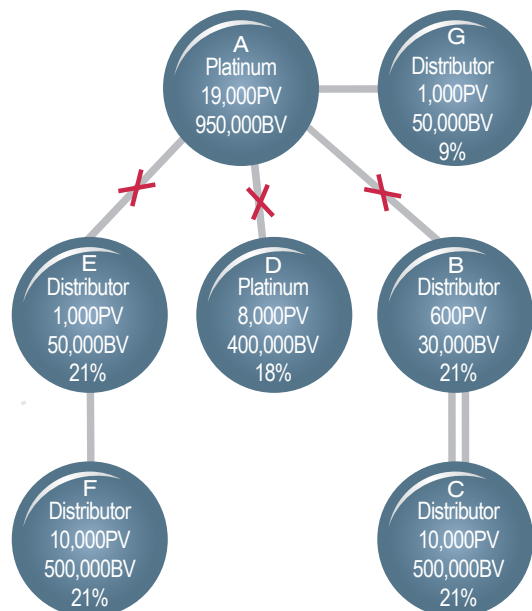 A
Platinum
19,000PV
950,000BV
G
Distributor
1,000PV
50,000BV
9%
E
Distributor
1,000PV
50,000BV
21%
D
Platinum
8,000PV
400,000BV
18%
B
Distributor
600PV
30,000BV
21%
F
Distributor
10,000PV
500,000BV
21%
C
Distributor
10,000PV
500,000BV
21%